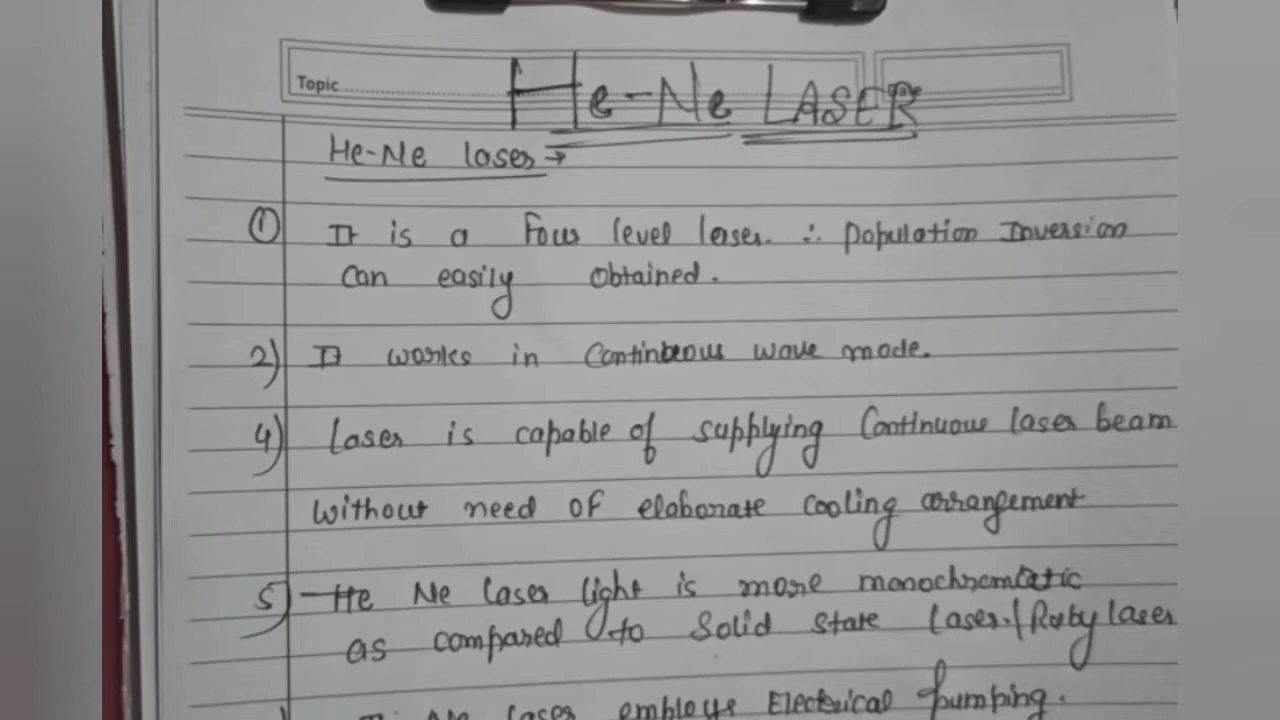 Topic
He-Ne LASER
He-Ne laser →
① It is a Four level laser. ∴ population Inversion
can easily obtained.
2) It works in Continuous wave mode.
4) Laser is capable of supplying Continuous laser beam
without need of elaborate cooling arrangement
5) He Ne laser light is more monochromatic
as compared to Solid state laser./Ruby laser
Ne laser employs Electrical pumping.